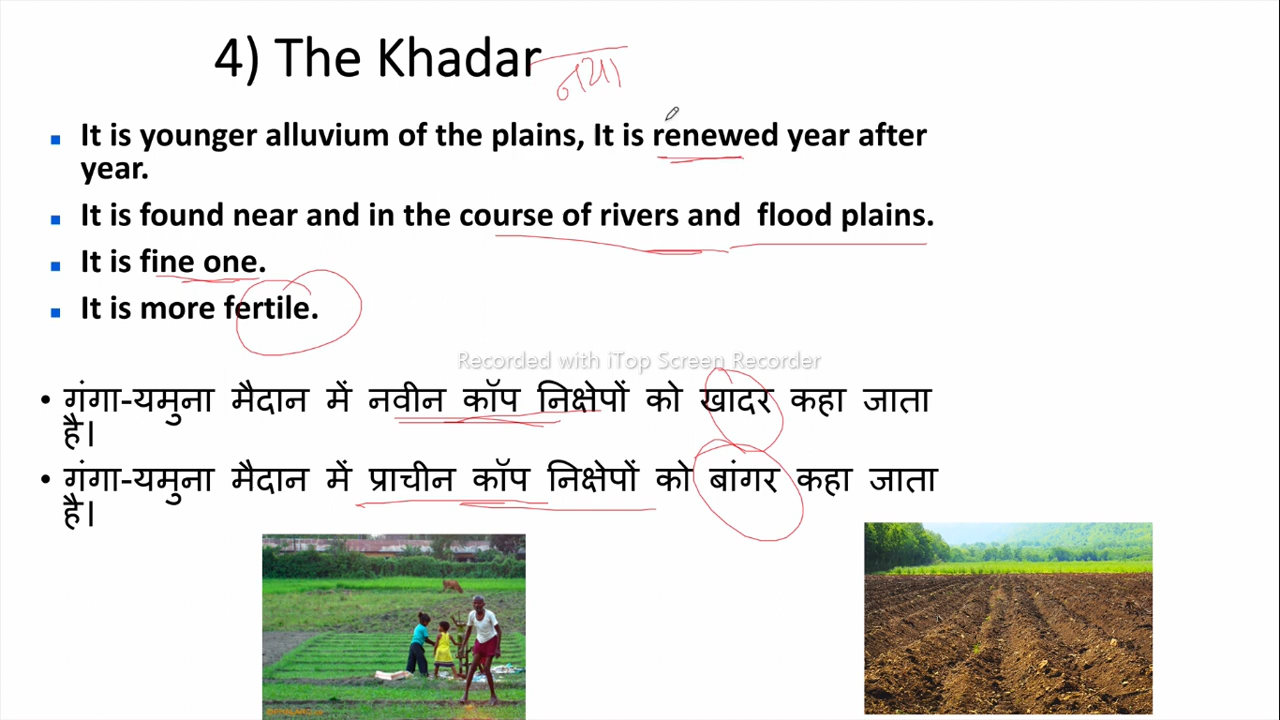 4) The Khadar
नया
It is younger alluvium of the plains, It is renewed year after
year.
It is found near and in the course of rivers and flood plains.
It is fine one.
It is more fertile.
Recorded with iTop Screen Recorder
• गंगा-यमुना मैदान में नवीन कॉप निक्षेपों को खादर कहा जाता
है।
• गंगा-यमुना मैदान में प्राचीन कॉप निक्षेपों को बांगर कहा जाता
है।